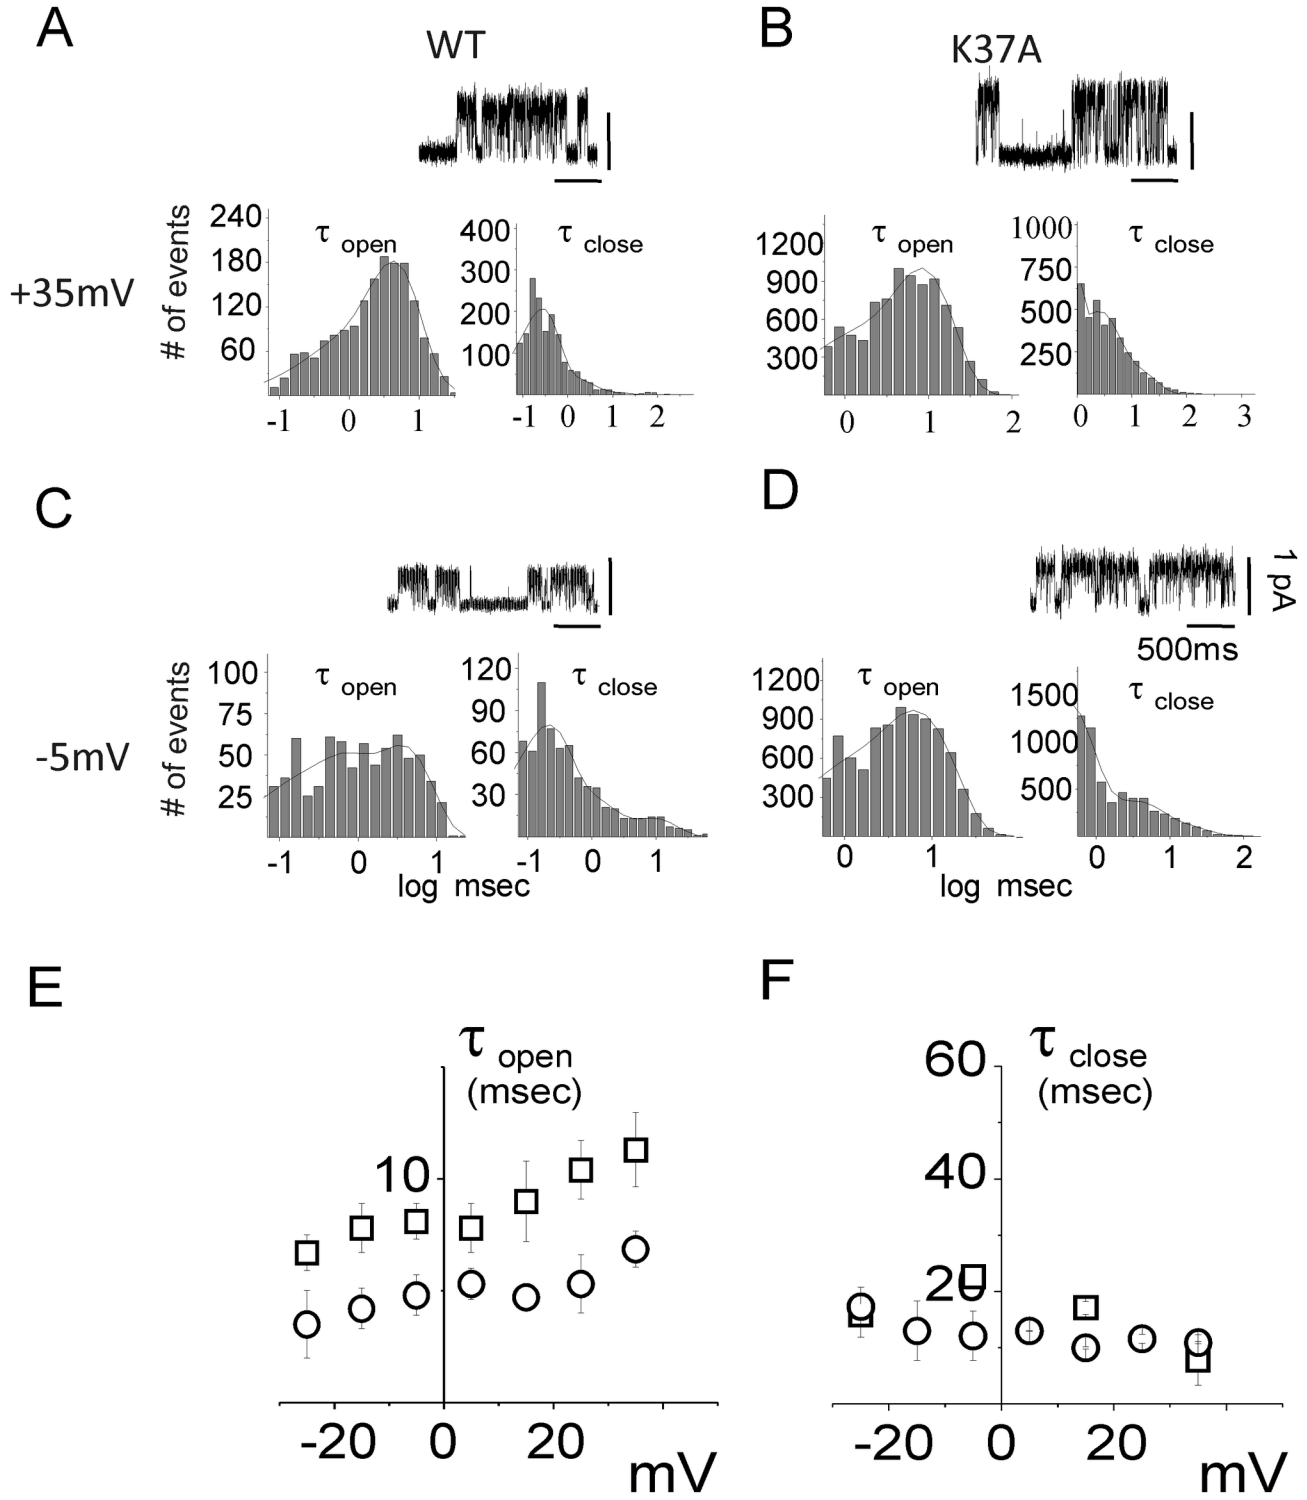 A
WT
B
K37A
+35mV
# of events
240
180
120
60
τ open
-1 0 1
400
300
200
100
τ close
-1 0 1 2
1200
900
600
300
τ open
0 1 2
1000
750
500
250
τ close
0 1 2 3
C
D
1 pA
500ms
-5mV
# of events
100
75
50
25
τ open
-1 0 1
120
90
60
30
τ close
-1 0 1
log msec
1200
900
600
300
τ open
0 1
1500
1000
500
τ close
0 1 2
log msec
E
τ open
(msec)
10
-20 0 20
mV
F
τ close
(msec)
60
40
20
-20 0 20
mV